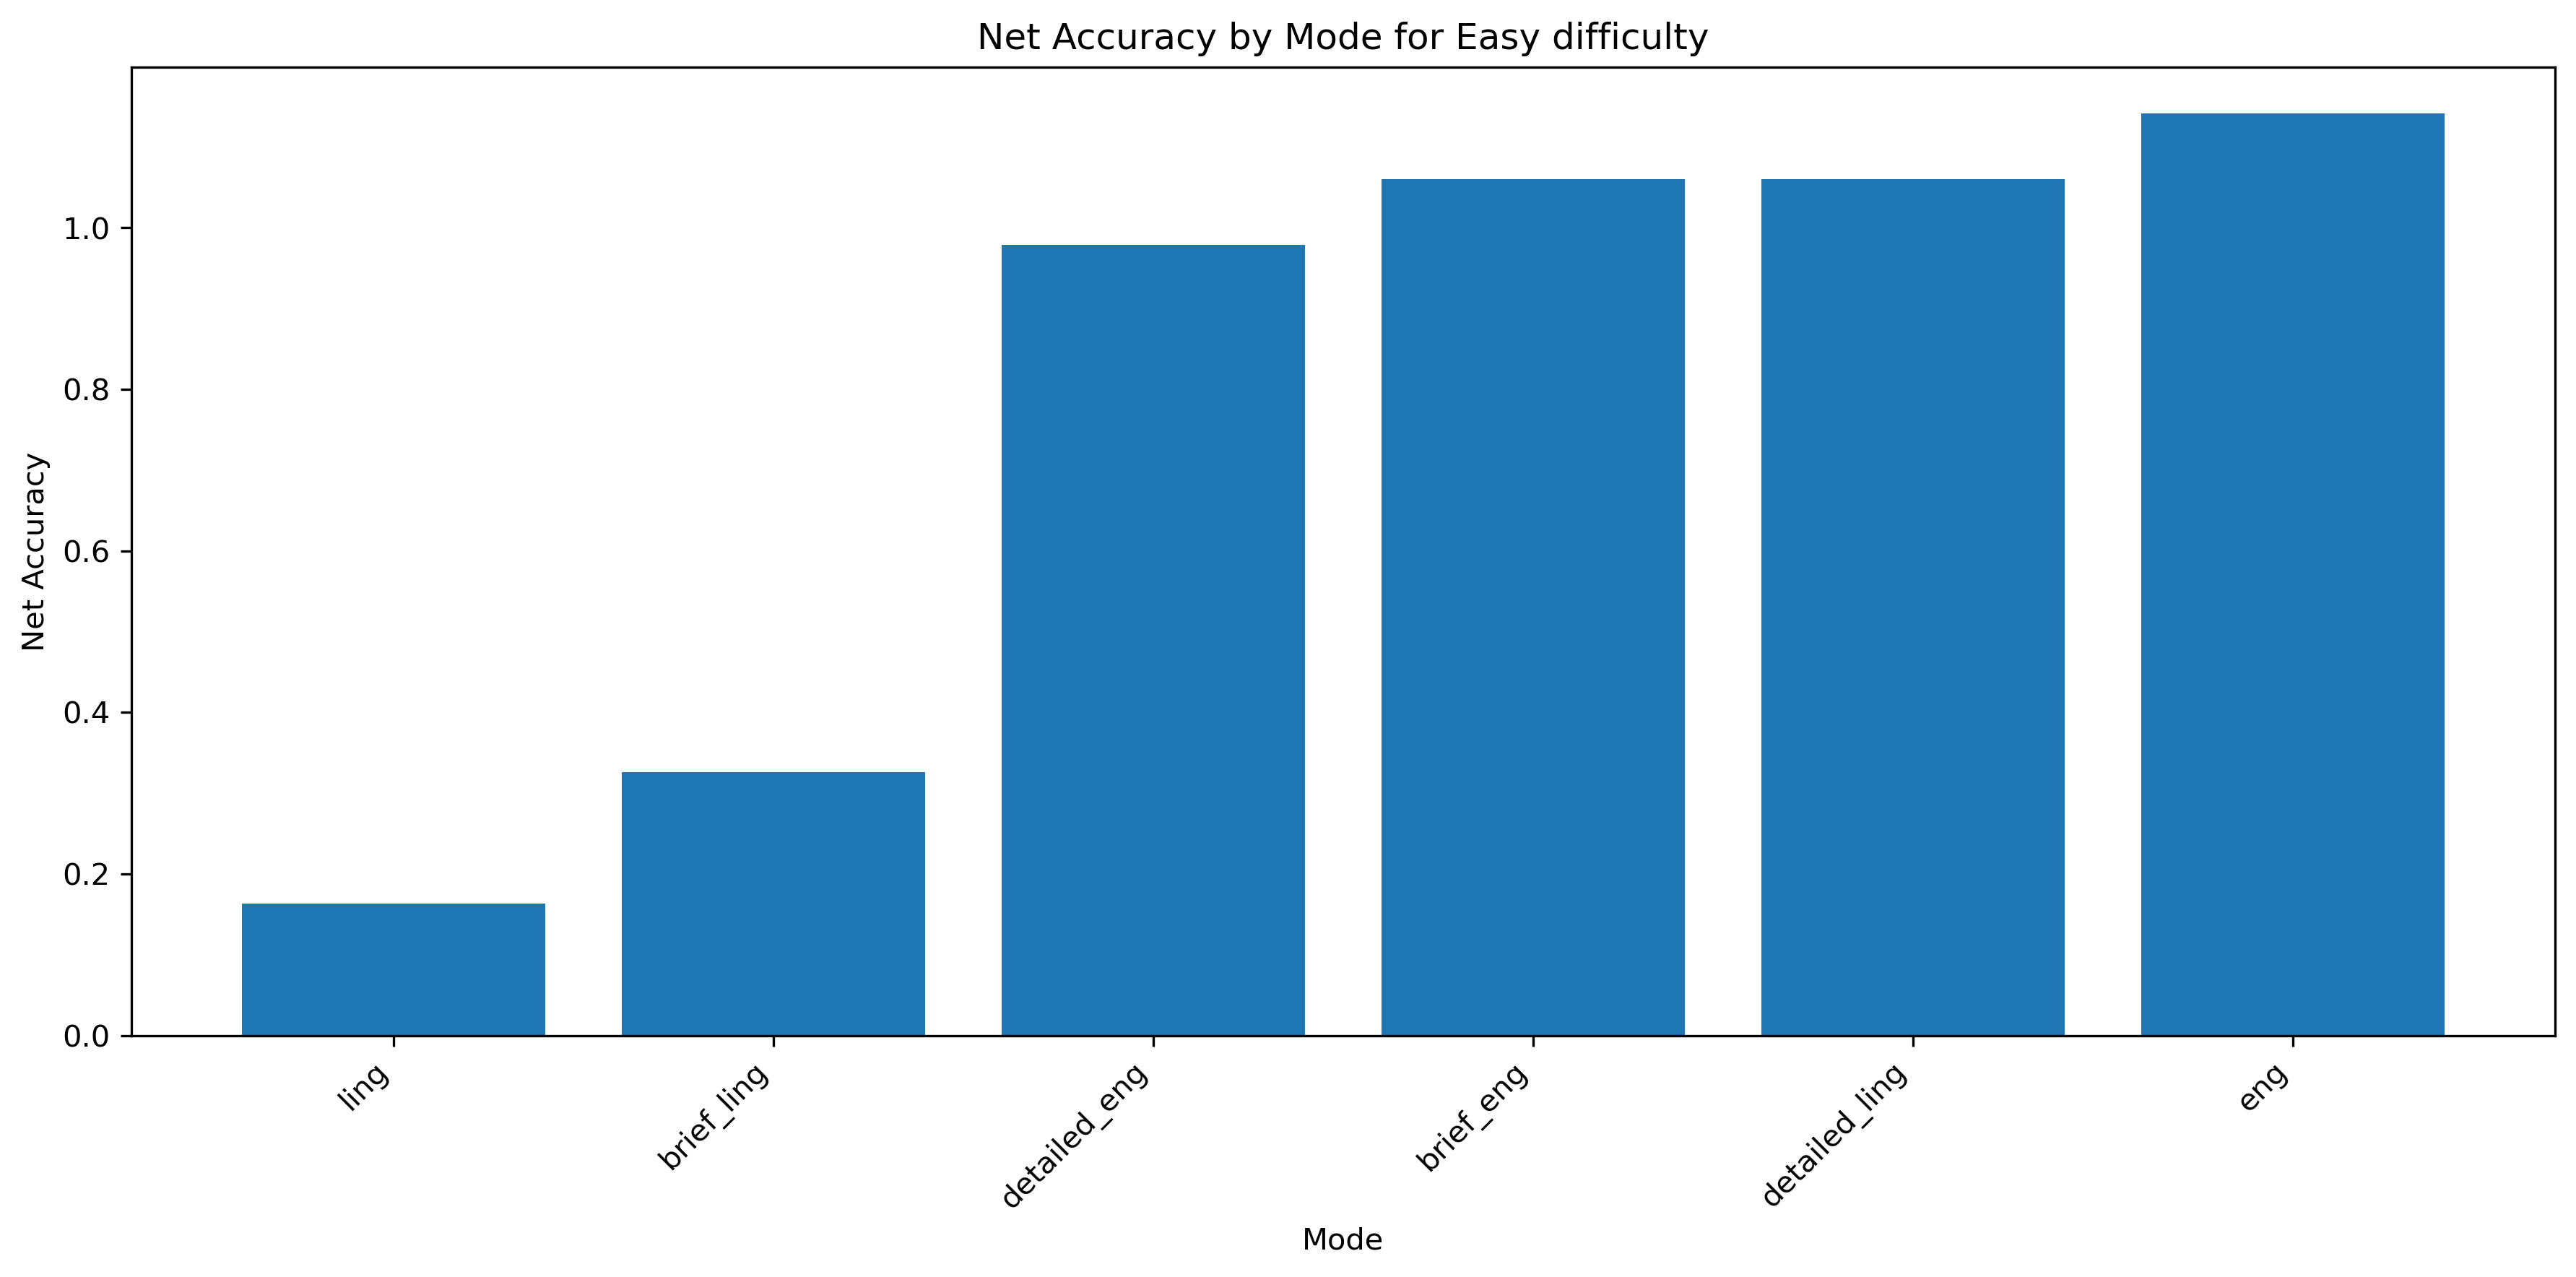 Net Accuracy by Mode for Easy difficulty
Net Accuracy
1.0
0.8
0.6
0.4
0.2
0.0
ling
brief_ling
detailed_eng
brief_eng
detailed_ling
eng
Mode